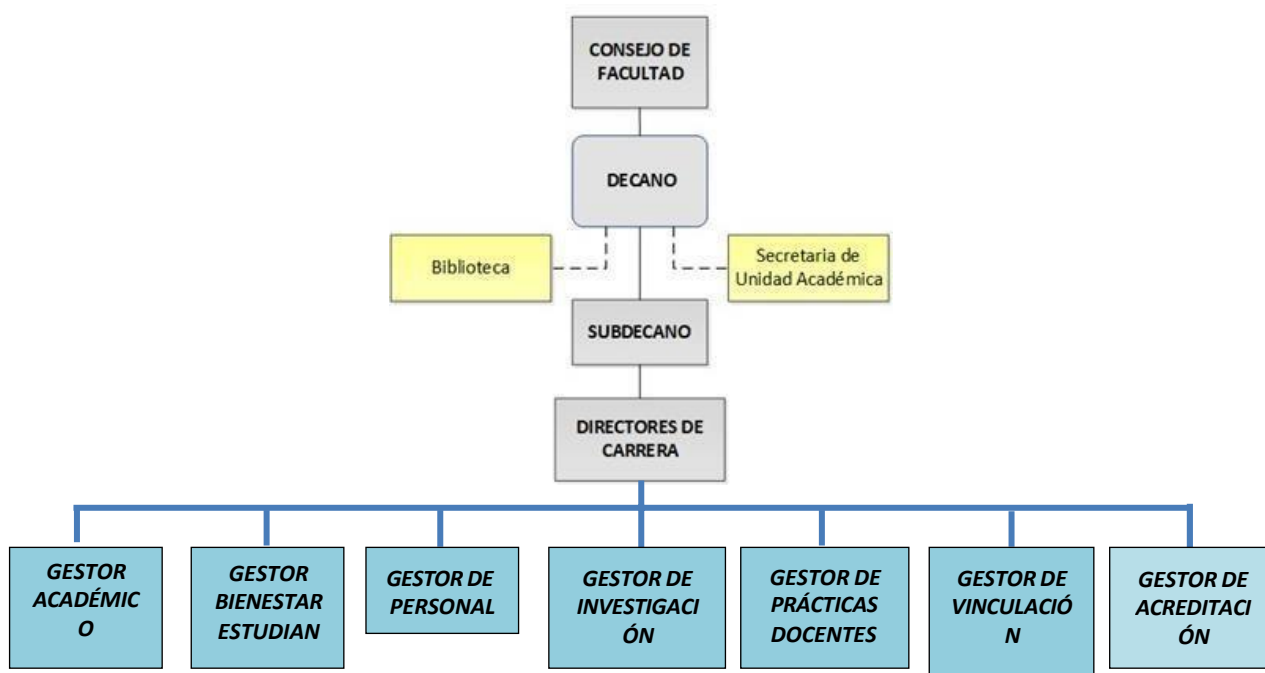 CONSEJO DE
FACULTAD
DECANO
Biblioteca
Secretaria de
Unidad Académica
SUBDECANO
DIRECTORES DE
CARRERA
GESTOR
ACADÉMIC
O
GESTOR
BIENESTAR
ESTUDIAN
GESTOR DE
PERSONAL
GESTOR DE
INVESTIGACI
ÓN
GESTOR DE
PRÁCTICAS
DOCENTES
GESTOR DE
VINCULACIÓ
N
GESTOR DE
ACREDITACI
ÓN